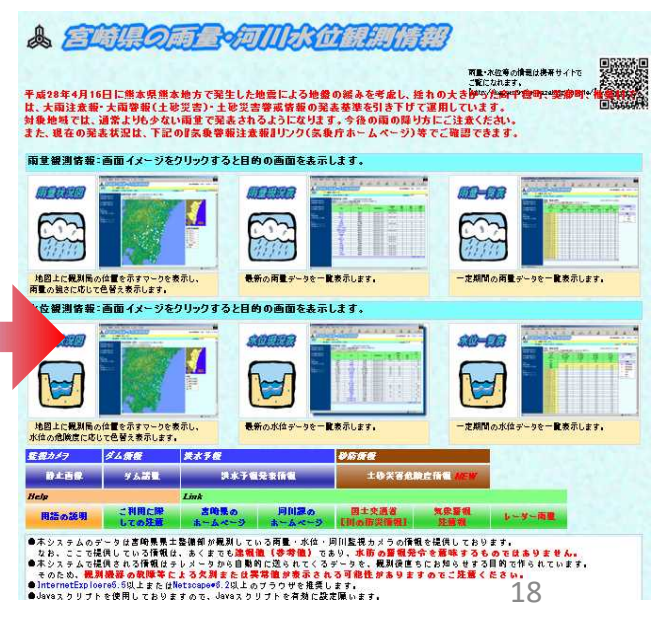 宮崎県の雨量・河川水位観測情報
雨量・水位等の情報は携帯サイトで
ご覧になれます。
平成28年4月16日に熊本県熊本地方で発生した地震による地盤の緩みを考慮し、揺れの大きかった
は、大雨注意報・大雨警報(土砂災害)・土砂災害警戒情報の発表基準を引き下げて運用しています。
対象地域では、通常よりも少ない雨量で発表されるようになります。今後の雨の降り方にご注意ください。
また、現在の発表状況は、下記の『気象警報注意報』リンク(気象庁ホームページ)等でご確認できます。
雨量観測情報:画面イメージをクリックすると目的の画面を表示します。
雨量状況図
雨量現況表
雨量一覧表
地図上に観測局の位置を示すマークを表示し、
雨量の強さに応じて色替え表示します。
最新の雨量データを一覧表示します。
一定期間の雨量データを一覧表示します。
位観測情報:画面イメージをクリックすると目的の画面を表示します。
況図
水位現況表
水位一覧表
地図上に観測局の位置を示すマークを表示し、
水位の危険度に応じて色替え表示します。
最新の水位データを一覧表示します。
一定期間の水位データを一覧表示します。
監視カメラ ダム情報 洪水予報 砂防情報
静止画像 ダム諸量 洪水予報発表情報 土砂災害危険度情報 NEW
Help Link
用語の説明 ご利用に際しての注意 宮崎県のホームページ 河川課のホームページ 国土交通省【川の防災情報】 気象警報注意報 レーダー雨量
●本システムのデータは宮崎県県土整備部が観測している雨量・水位・河川監視カメラの情報を提供しております。
なお、ここで提供している情報は、あくまでも速報値(参考値)であり、水防の警報発令を意味するものではありません。
●本システムで提供される情報はテレメータから自動的に送られてくるデータを、観測後直ちにお知らせする目的で作られています。
そのため、観測機器の故障等による欠測または異常値が表示される可能性がありますのでご注意ください。
●InternetExplore5.5以上またはNetscape6.2以上のブラウザを推奨します。
●Javaスクリプトを使用しておりますので、Javaスクリプトを有効に設定願います。
18